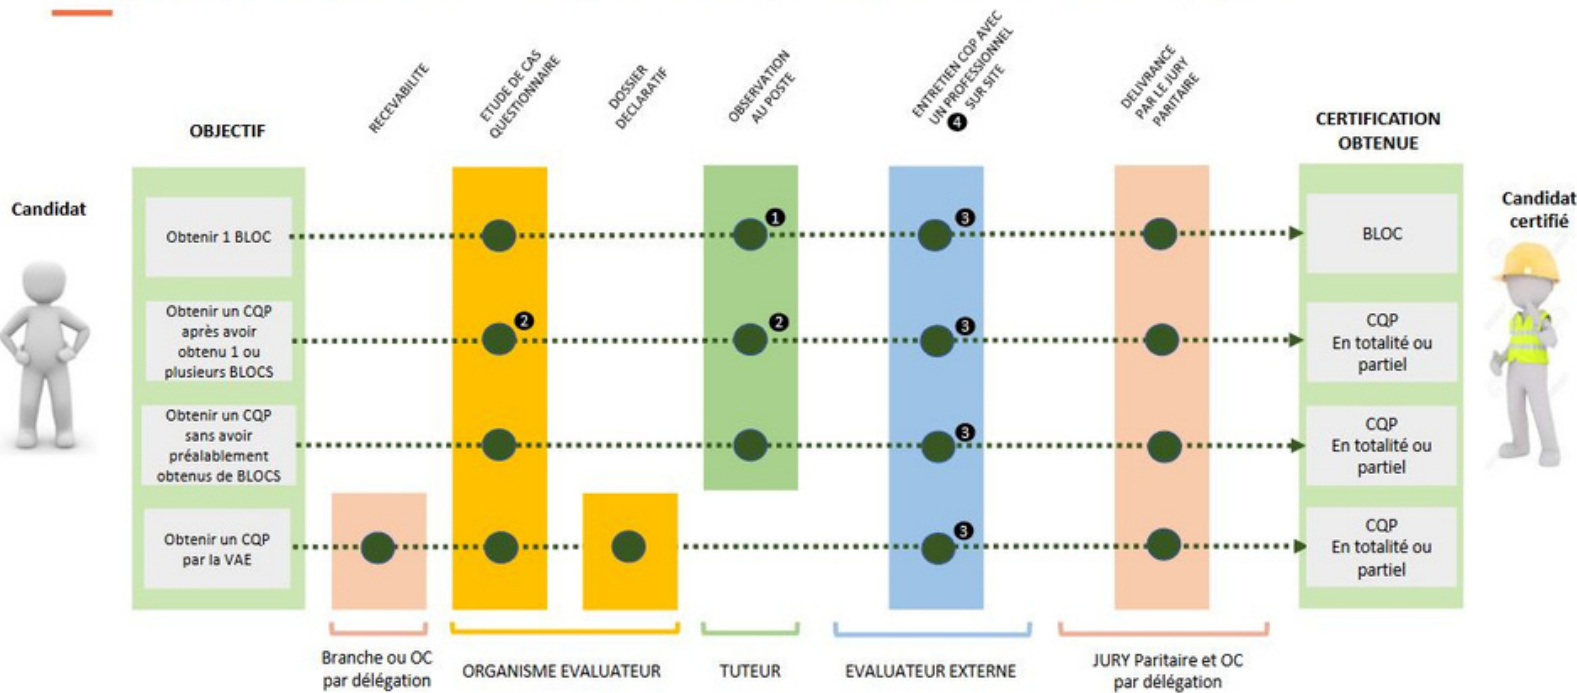 RECEVABILITE
ETUDE DE CAS
QUESTIONNAIRE
DOSSIER
DECLARATIF
OBSERVATION
AU POSTE
ENTRETIEN CQP AVEC
UN PROFESSIONNEL
SUR SITE
4
DELIVRANCE
PAR LE JURY
PARITAIRE
OBJECTIF
CERTIFICATION
OBTENUE
Candidat
Candidat
certifié
Obtenir 1 BLOC
1
3
BLOC
Obtenir un CQP
après avoir
obtenu 1 ou
plusieurs BLOCS
2
2
3
CQP
En totalité ou
partiel
Obtenir un CQP
sans avoir
préalablement
obtenus de BLOCS
3
CQP
En totalité ou
partiel
Obtenir un CQP
par la VAE
3
CQP
En totalité ou
partiel
Branche ou OC
par délégation
ORGANISME EVALUATEUR
TUTEUR
EVALUATEUR EXTERNE
JURY Paritaire et OC
par délégation